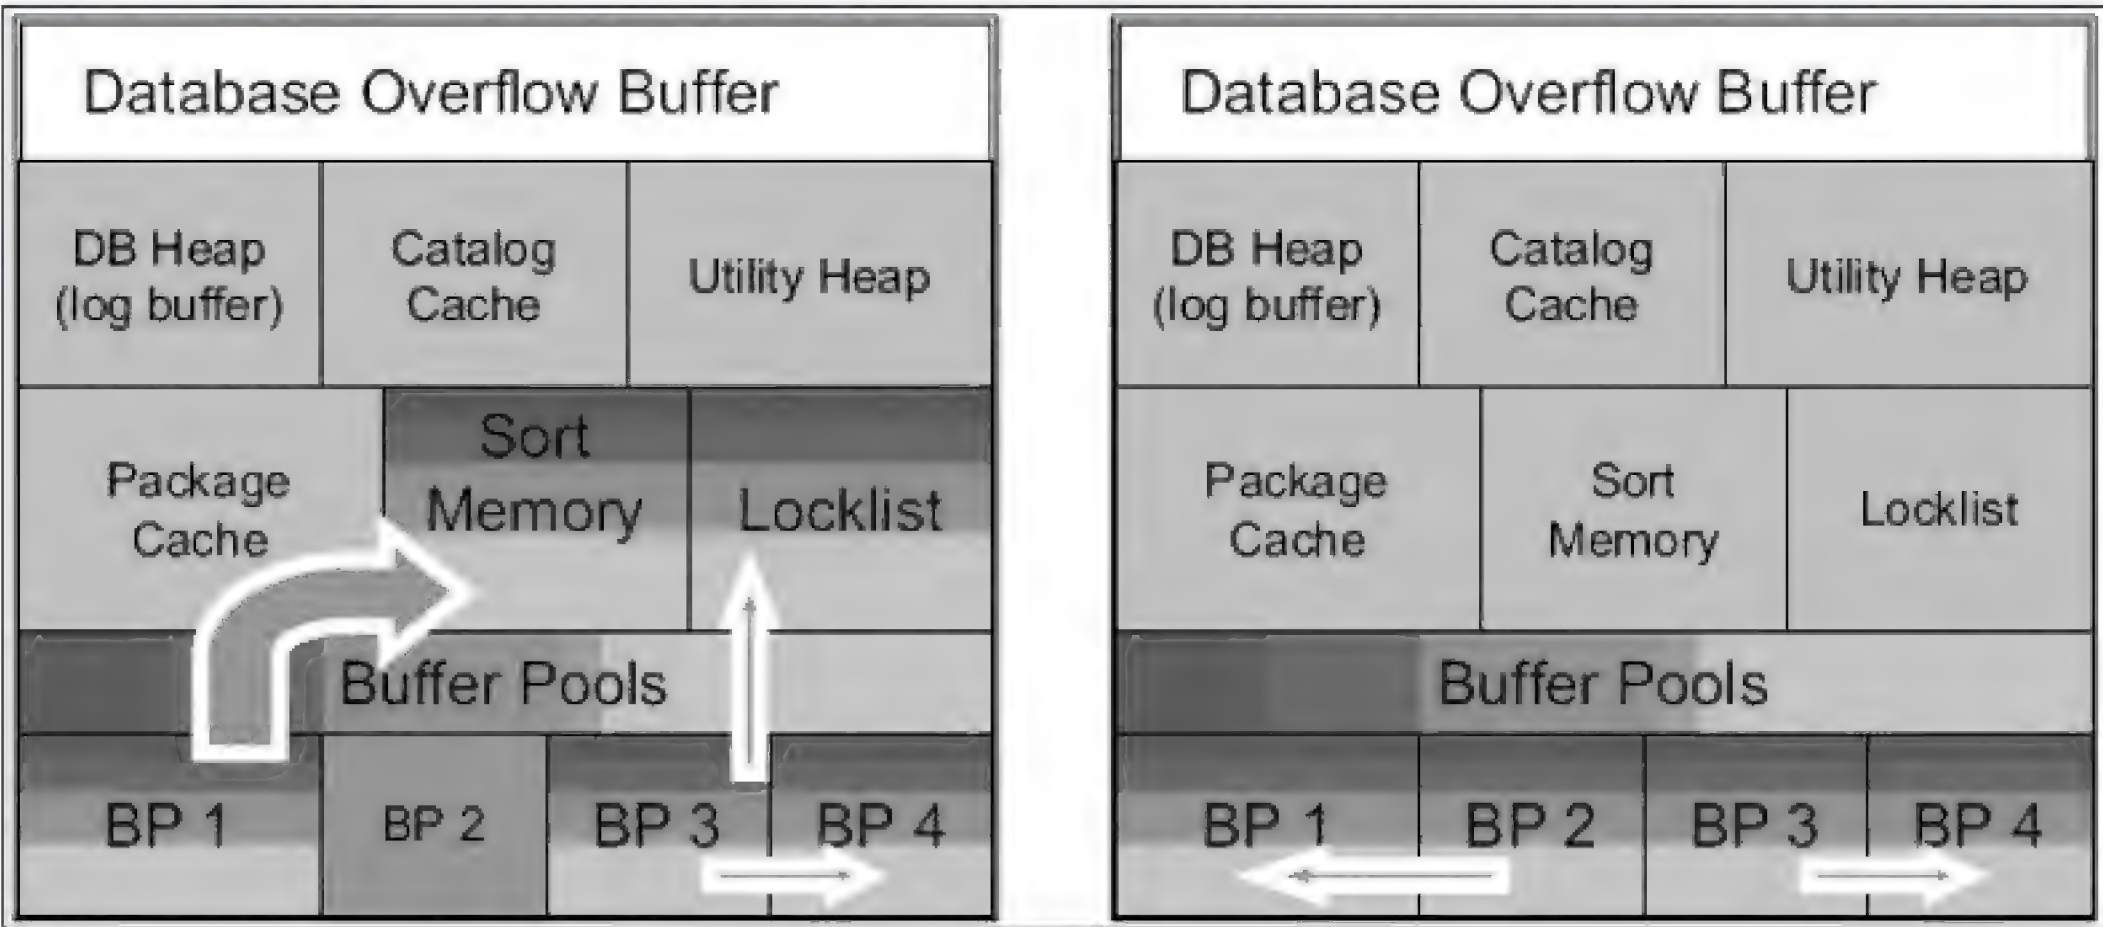 Database Overflow Buffer
DB Heap
(log buffer)
Catalog
Cache
Utility Heap
Package
Cache
Sort
Memory
Locklist
Buffer Pools
BP 1
BP 2
BP 3
BP 4
Database Overflow Buffer
DB Heap
(log buffer)
Catalog
Cache
Utility Heap
Package
Cache
Sort
Memory
Locklist
Buffer Pools
BP 1
BP 2
BP 3
BP 4